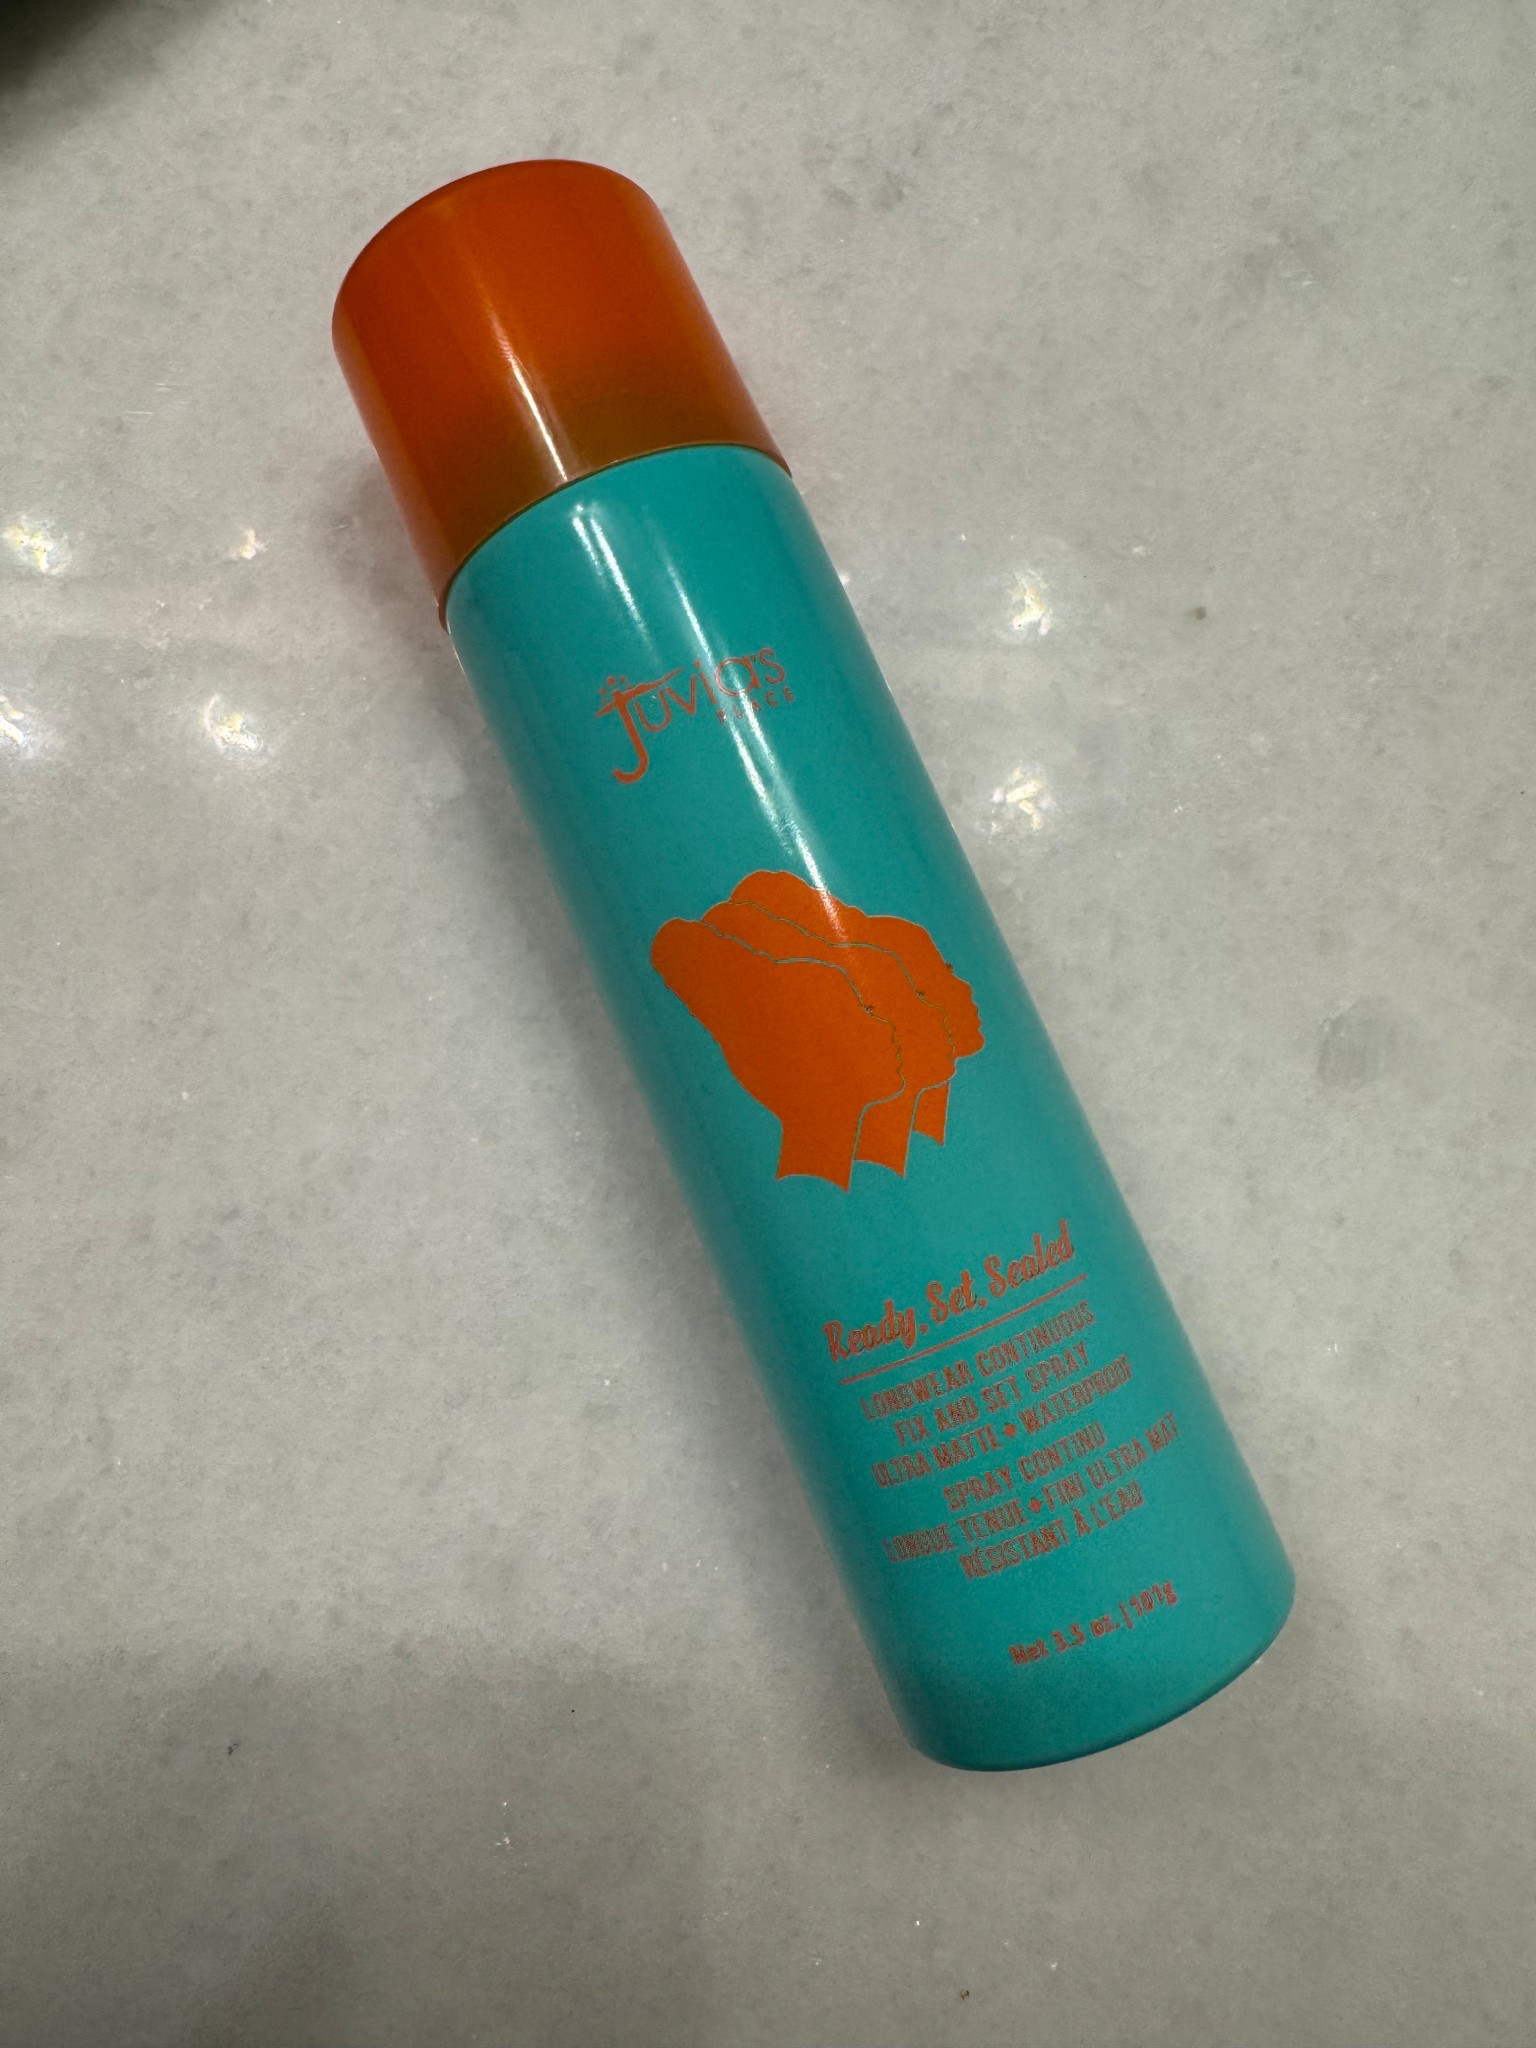 Juvia's
PLACE
Ready, Set, Sealed
LONGWEAR CONTINUOUS
FIX AND SET SPRAY
ULTRA MATTE + WATERPROOF
SPRAY CONTINU
LONGUE TENUE + FINI ULTRA MAT
RÉSISTANT À L'EAU
Net 3.5 oz. | 101g